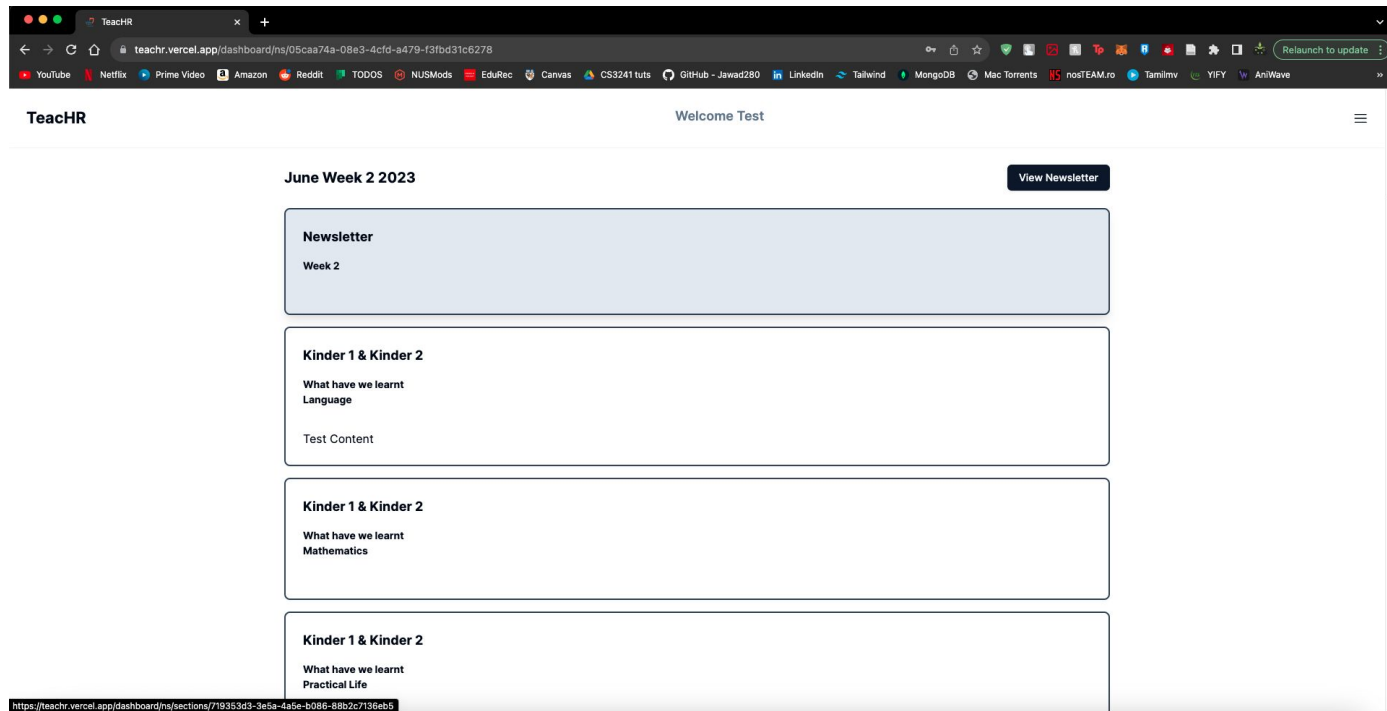 TeacHR
teachr.vercel.app/dashboard/ns/05caa74a-08e3-4cfd-a479-f3fbd31c6278
Relaunch to update
YouTube Netflix Prime Video Amazon Reddit TODOS NUSMods EduRec Canvas CS3241 tuts GitHub - Jawad280 LinkedIn Tailwind MongoDB Mac Torrents nosTEAM.ro Tamilmv YIFY AniWave »
TeacHR Welcome Test
June Week 2 2023 View Newsletter
Newsletter
Week 2
Kinder 1 & Kinder 2
What have we learnt
Language
Test Content
Kinder 1 & Kinder 2
What have we learnt
Mathematics
Kinder 1 & Kinder 2
What have we learnt
Practical Life
https://teachr.vercel.app/dashboard/ns/sections/719353d3-3e5a-4a5e-b086-88b2c7136eb5